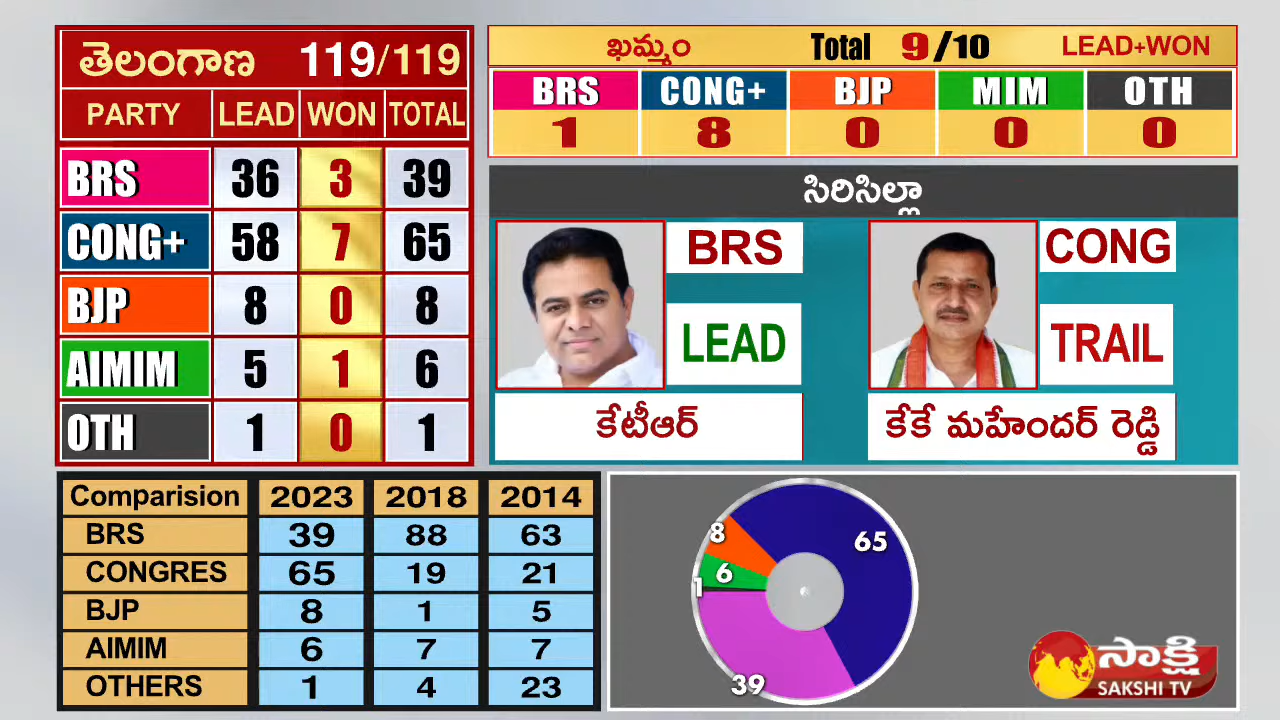 తెలంగాణ 119/119
PARTY LEAD WON TOTAL
BRS 36 3 39
CONG+ 58 7 65
BJP 8 0 8
AIMIM 5 1 6
OTH 1 0 1
ఖమ్మం Total 9/10 LEAD+WON
BRS CONG+ BJP MIM OTH
1 8 0 0 0
సిరిసిల్లా
BRS
LEAD
కేటీఆర్
CONG
TRAIL
కేకే మహేందర్ రెడ్డి
Comparision 2023 2018 2014
BRS 39 88 63
CONGRES 65 19 21
BJP 8 1 5
AIMIM 6 7 7
OTHERS 1 4 23
8
65
6
1
39
సాక్షి
SAKSHI TV